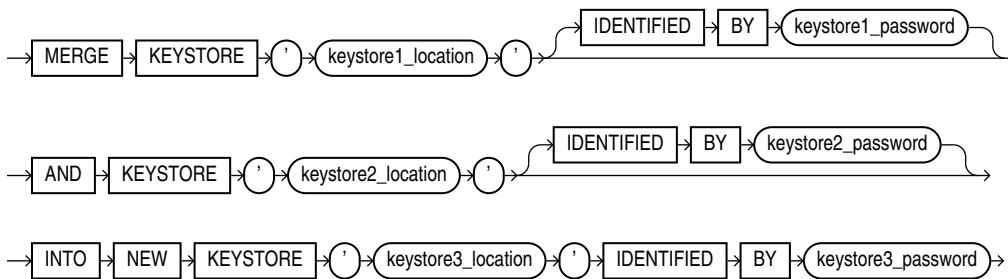 IDENTIFIED BY keystore1_password
MERGE KEYSTORE ' keystore1_location '
IDENTIFIED BY keystore2_password
AND KEYSTORE ' keystore2_location '
INTO NEW KEYSTORE ' keystore3_location ' IDENTIFIED BY keystore3_password